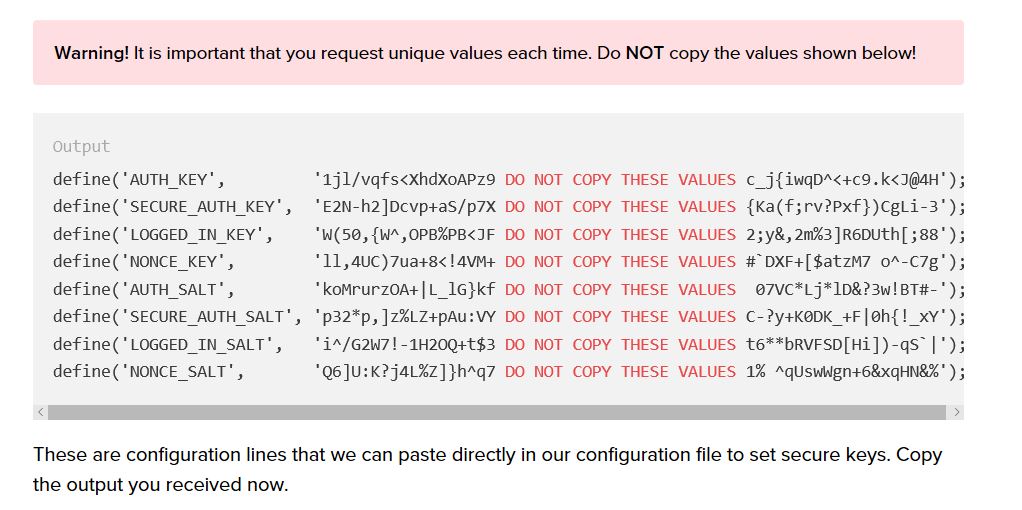 Warning! It is important that you request unique values each time. Do NOT copy the values shown below!
Output
define('AUTH_KEY',         '1jl/vqfs<XhdXoAPz9 DO NOT COPY THESE VALUES c_j{iwqD^<+c9.k<J@4H');
define('SECURE_AUTH_KEY',  'E2N-h2]Dcvp+aS/p7X DO NOT COPY THESE VALUES {Ka(f;rv?Pxf})CgLi-3');
define('LOGGED_IN_KEY',    'W(50,{W^,OPB%PB<JF DO NOT COPY THESE VALUES 2;y&,2m%3]R6DUth[;88');
define('NONCE_KEY',        'll,4UC)7ua+8<!4VM+ DO NOT COPY THESE VALUES #`DXF+[$atzM7 o^-C7g');
define('AUTH_SALT',        'koMrurzOA+|L_lG}kf DO NOT COPY THESE VALUES  07VC*Lj*lD&?3w!BT#-');
define('SECURE_AUTH_SALT', 'p32*p,]z%LZ+pAu:VY DO NOT COPY THESE VALUES C-?y+K0DK_+F|0h{!_xY');
define('LOGGED_IN_SALT',   'i^/G2W7!-1H2OQ+t$3 DO NOT COPY THESE VALUES t6**bRVFSD[Hi])-qS`|');
define('NONCE_SALT',       'Q6]U:K?j4L%Z]}h^q7 DO NOT COPY THESE VALUES 1% ^qUswWgn+6&xqHN&%');
These are configuration lines that we can paste directly in our configuration file to set secure keys. Copy
the output you received now.